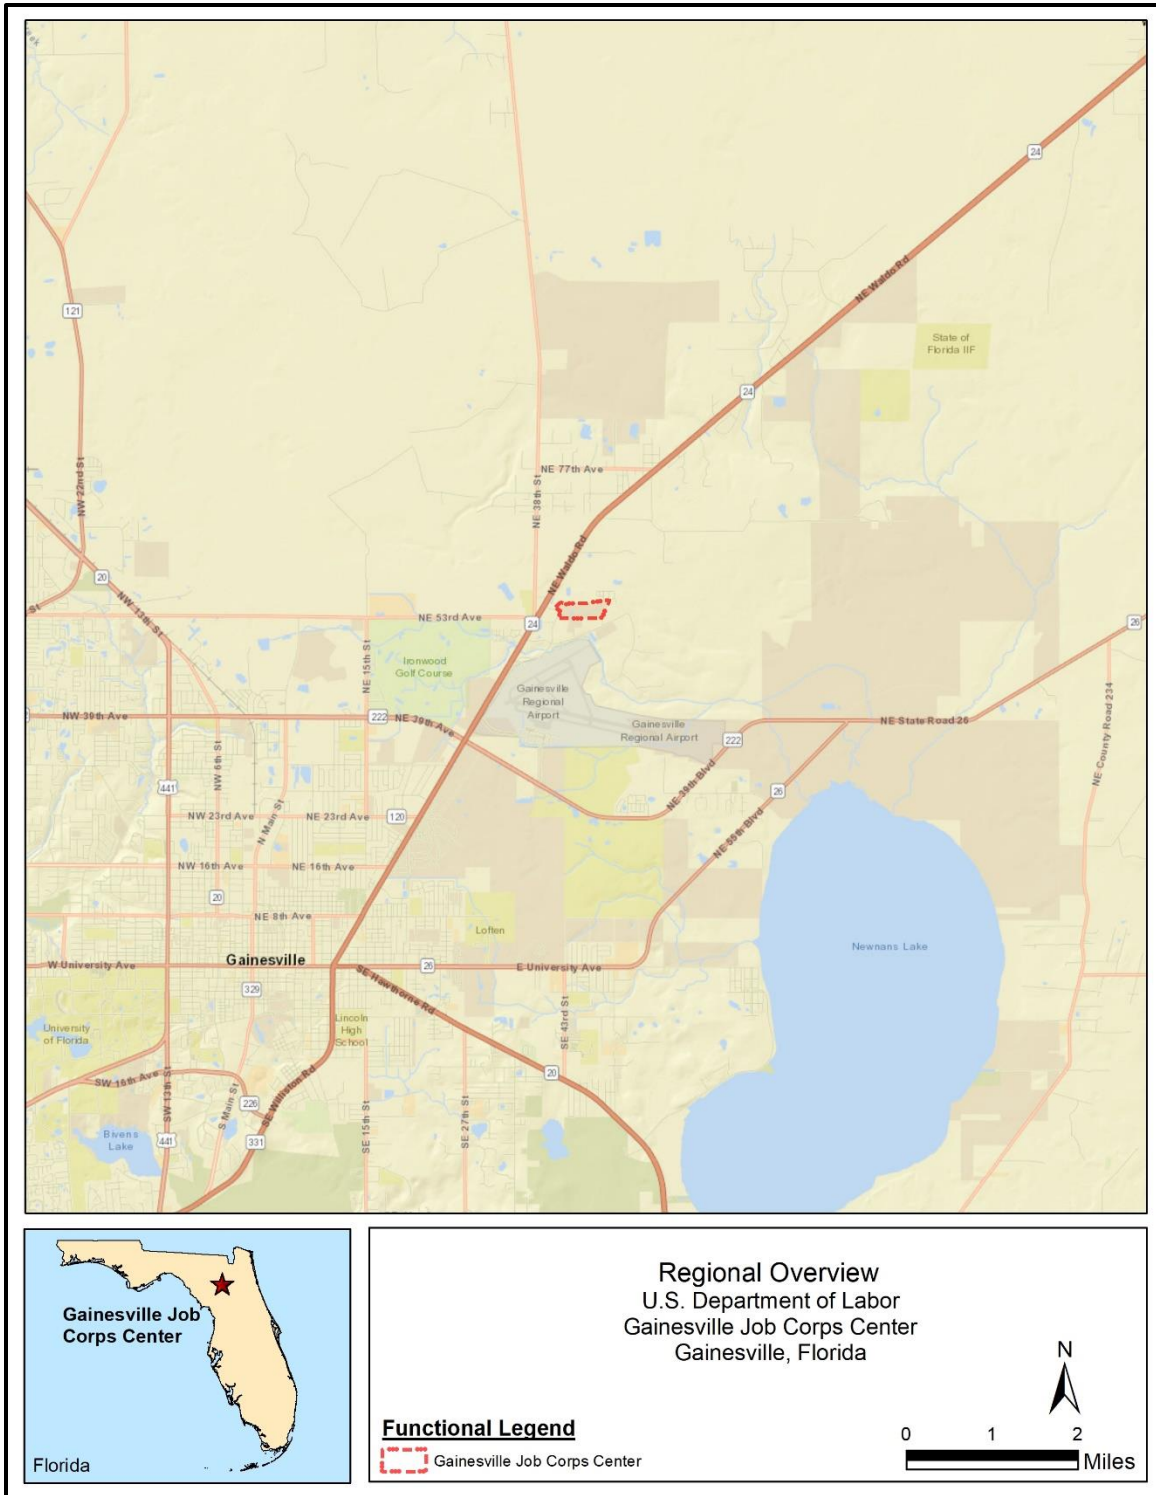 Creek
24
NE Waldo Rd
121
State of
Florida IIF
24
NE 77th Ave
NW 22nd St
NE 38th St
NE Waldo Rd
20
NW 13th St
St
NE 53rd Ave
24
26
NE 15th St
Ironwood
Golf Course
Gainesville
Regional
Airport
NE County Road 234
NW 39th Ave
222
NE 39th Ave
Gainesville
Regional Airport
222
NE State Road 26
NW 6th St
441
NE 39th Blvd
26
N Main St
NW 23rd Ave
NE 23rd Ave
120
NE 55th Blvd
NW 16th Ave
NE 16th Ave
20
NE 8th Ave
Loften
Newnans Lake
Gainesville
W University Ave
26
E University Ave
SE Hawthorne Rd
329
University
of Florida
Lincoln
High
School
SE 43rd St
20
SW 16th Ave
SW 13th St
S Main St
226
SE Williston Rd
SE 15th St
SE 27th St
Bivens
Lake
441
331
Gainesville Job
Corps Center
Florida
Regional Overview
U.S. Department of Labor
Gainesville Job Corps Center
Gainesville, Florida
N
Functional Legend
Gainesville Job Corps Center
0 1 2
Miles